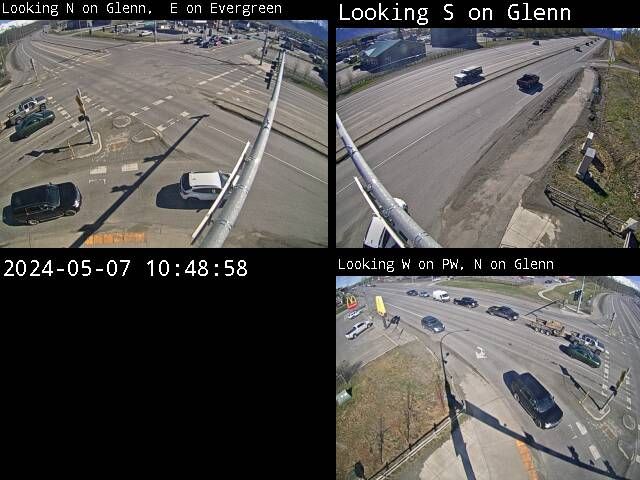 Looking N on Glenn, E on Evergreen
Looking S on Glenn
2024-05-07 10:48:58
Looking W on PW, N on Glenn